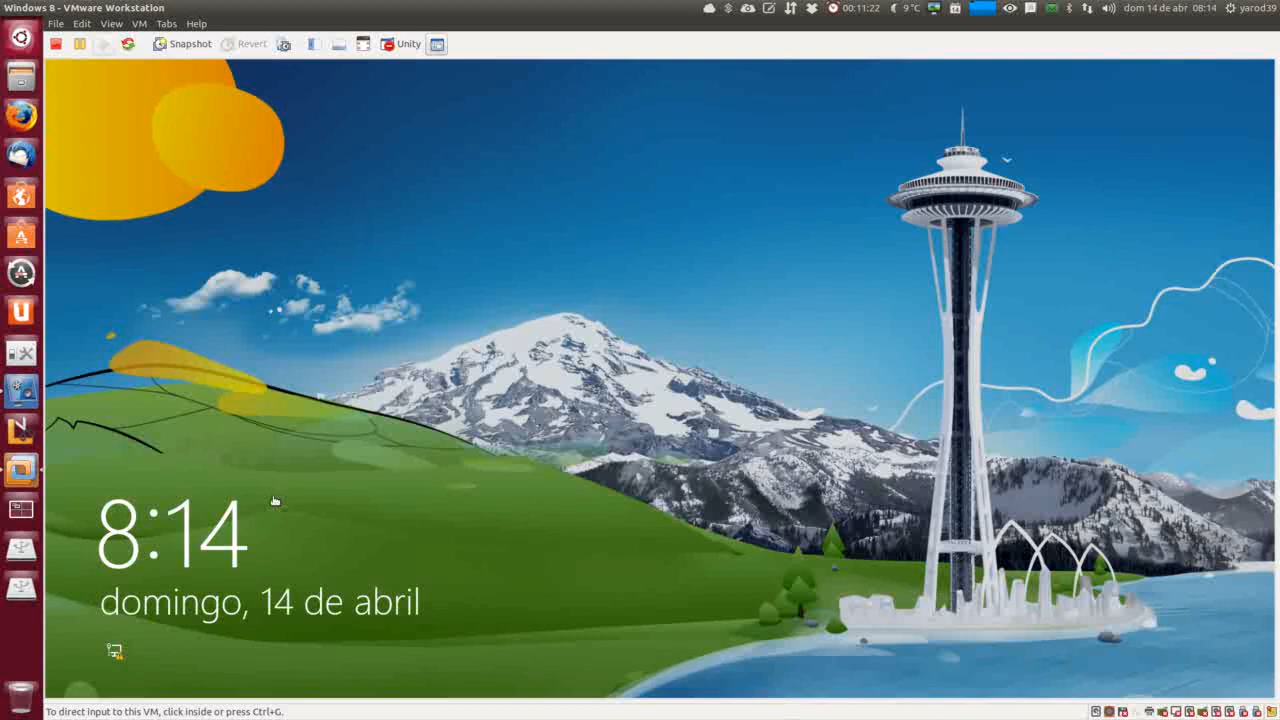 Windows 8 - VMware Workstation
00:11:22
9 °C
14
dom 14 de abr
08:14
yarod39
File Edit View VM Tabs Help
Snapshot
Revert
Unity
8:14
domingo, 14 de abril
To direct input to this VM, click inside or press Ctrl+G.